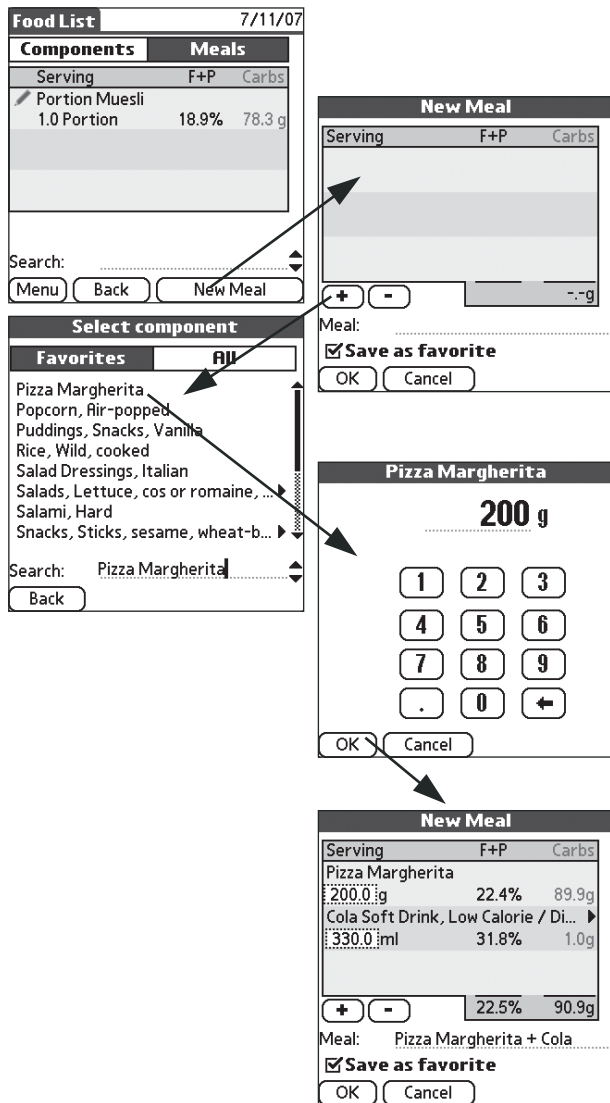 Food List 7/11/07
Components Meals
Serving F+P Carbs
Portion Muesli
1.0 Portion 18.9% 78.3 g
Search:
Menu Back New Meal
New Meal
Serving F+P Carbs
+ - -.-g
Meal:
Save as favorite
OK Cancel
Select component
Favorites All
Pizza Margherita
Popcorn, Air-popped
Puddings, Snacks, Vanilla
Rice, Wild, cooked
Salad Dressings, Italian
Salads, Lettuce, cos or romaine, ...
Salami, Hard
Snacks, Sticks, sesame, wheat-b...
Search: Pizza Margherita
Back
Pizza Margherita
200 g
1 2 3
4 5 6
7 8 9
. 0
OK Cancel
New Meal
Serving F+P Carbs
Pizza Margherita
200.0 g 22.4% 89.9g
Cola Soft Drink, Low Calorie / Di...
330.0 ml 31.8% 1.0g
+ - 22.5% 90.9g
Meal: Pizza Margherita + Cola
Save as favorite
OK Cancel